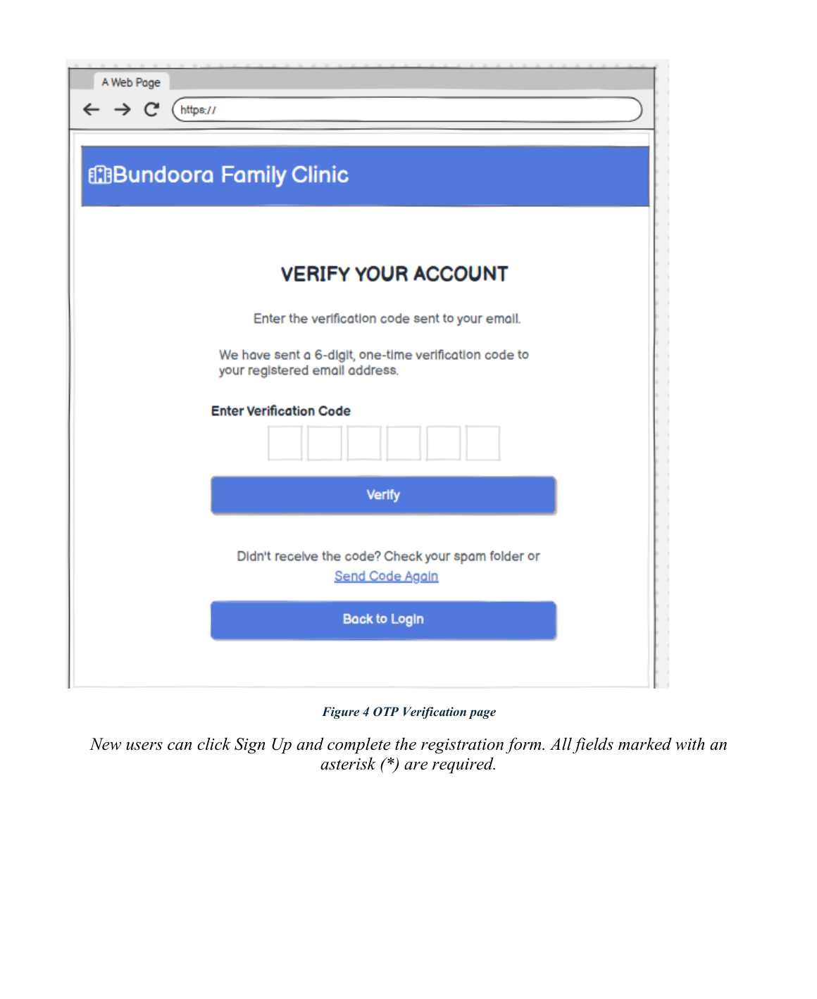 A Web Page
https://
Bundoora Family Clinic
VERIFY YOUR ACCOUNT
Enter the verification code sent to your email.
We have sent a 6-digit, one-time verification code to
your registered email address.
Enter Verification Code
Verify
Didn't receive the code? Check your spam folder or
Send Code Again
Back to Login
Figure 4 OTP Verification page
New users can click Sign Up and complete the registration form. All fields marked with an
asterisk (*) are required.